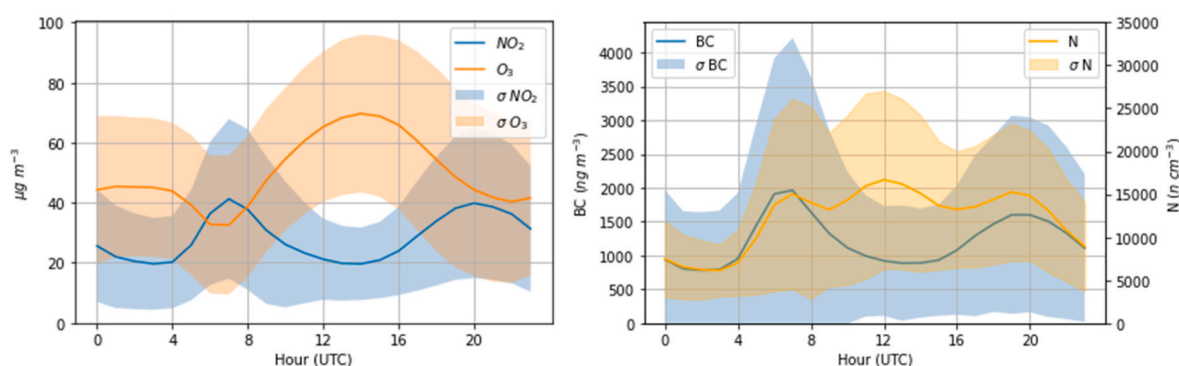 100
80
60
40
20
0
µg m⁻³
NO₂
O₃
σ NO₂
σ O₃
0 4 8 12 16 20
Hour (UTC)
4000
3500
3000
2500
2000
1500
1000
500
0
BC (ng m⁻³)
BC
σ BC
N
σ N
35000
30000
25000
20000
15000
10000
5000
0
N (n cm⁻³)
0 4 8 12 16 20
Hour (UTC)